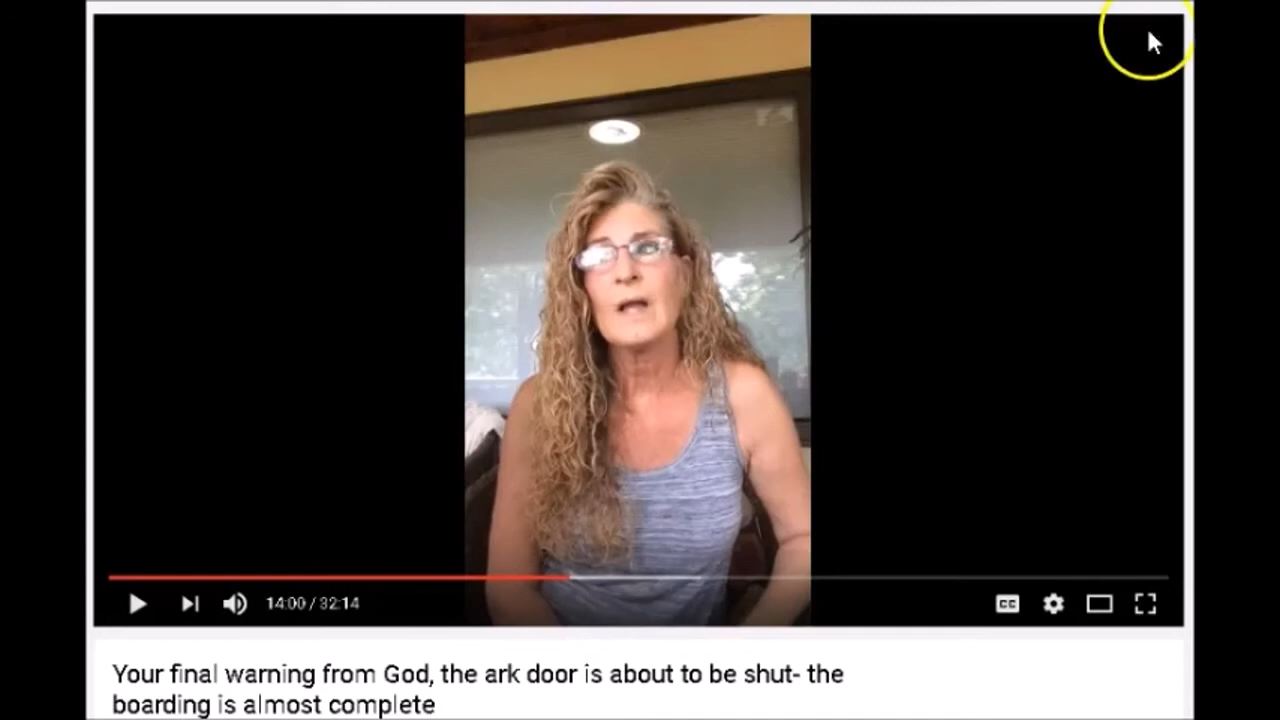 14:00 / 32:14
CC
Your final warning from God, the ark door is about to be shut- the
boarding is almost complete